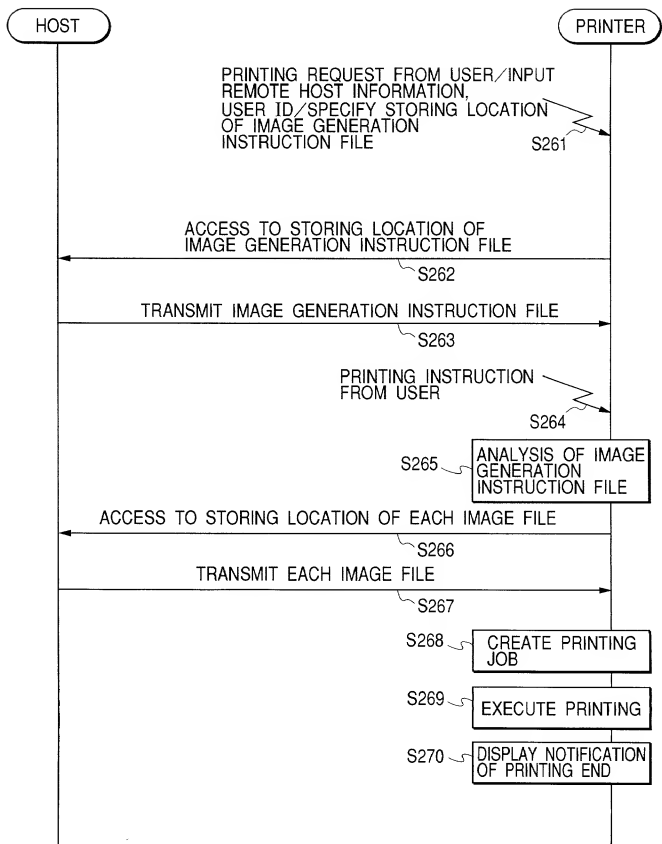 HOST
PRINTER
PRINTING REQUEST FROM USER/INPUT
REMOTE HOST INFORMATION,
USER ID/SPECIFY STORING LOCATION
OF IMAGE GENERATION
INSTRUCTION FILE
S261
ACCESS TO STORING LOCATION OF
IMAGE GENERATION INSTRUCTION FILE
S262
TRANSMIT IMAGE GENERATION INSTRUCTION FILE
S263
PRINTING INSTRUCTION
FROM USER
S264
S265
ANALYSIS OF IMAGE
GENERATION
INSTRUCTION FILE
ACCESS TO STORING LOCATION OF EACH IMAGE FILE
S266
TRANSMIT EACH IMAGE FILE
S267
S268
CREATE PRINTING
JOB
S269
EXECUTE PRINTING
S270
DISPLAY NOTIFICATION
OF PRINTING END